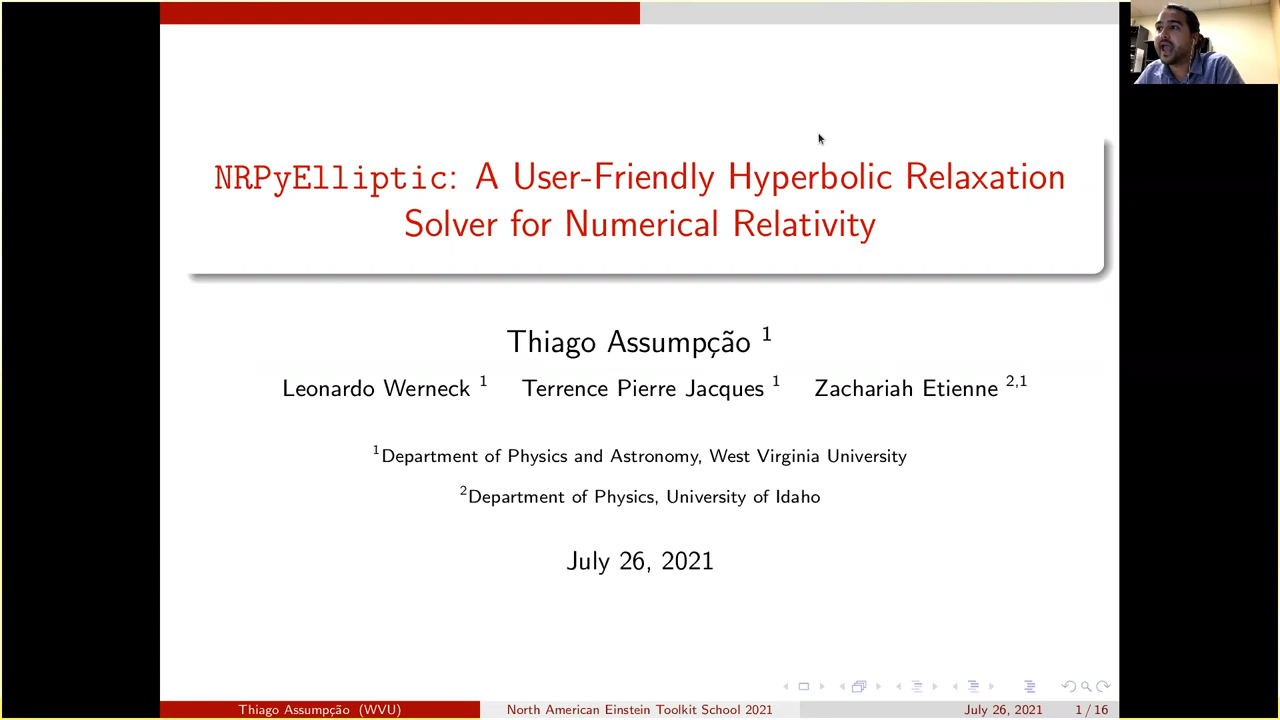 NRPyElliptic: A User-Friendly Hyperbolic Relaxation
Solver for Numerical Relativity
Thiago Assumpção 1
Leonardo Werneck 1 Terrence Pierre Jacques 1 Zachariah Etienne 2,1
1Department of Physics and Astronomy, West Virginia University
2Department of Physics, University of Idaho
July 26, 2021
Thiago Assumpção (WVU) North American Einstein Toolkit School 2021 July 26, 2021 1 / 16